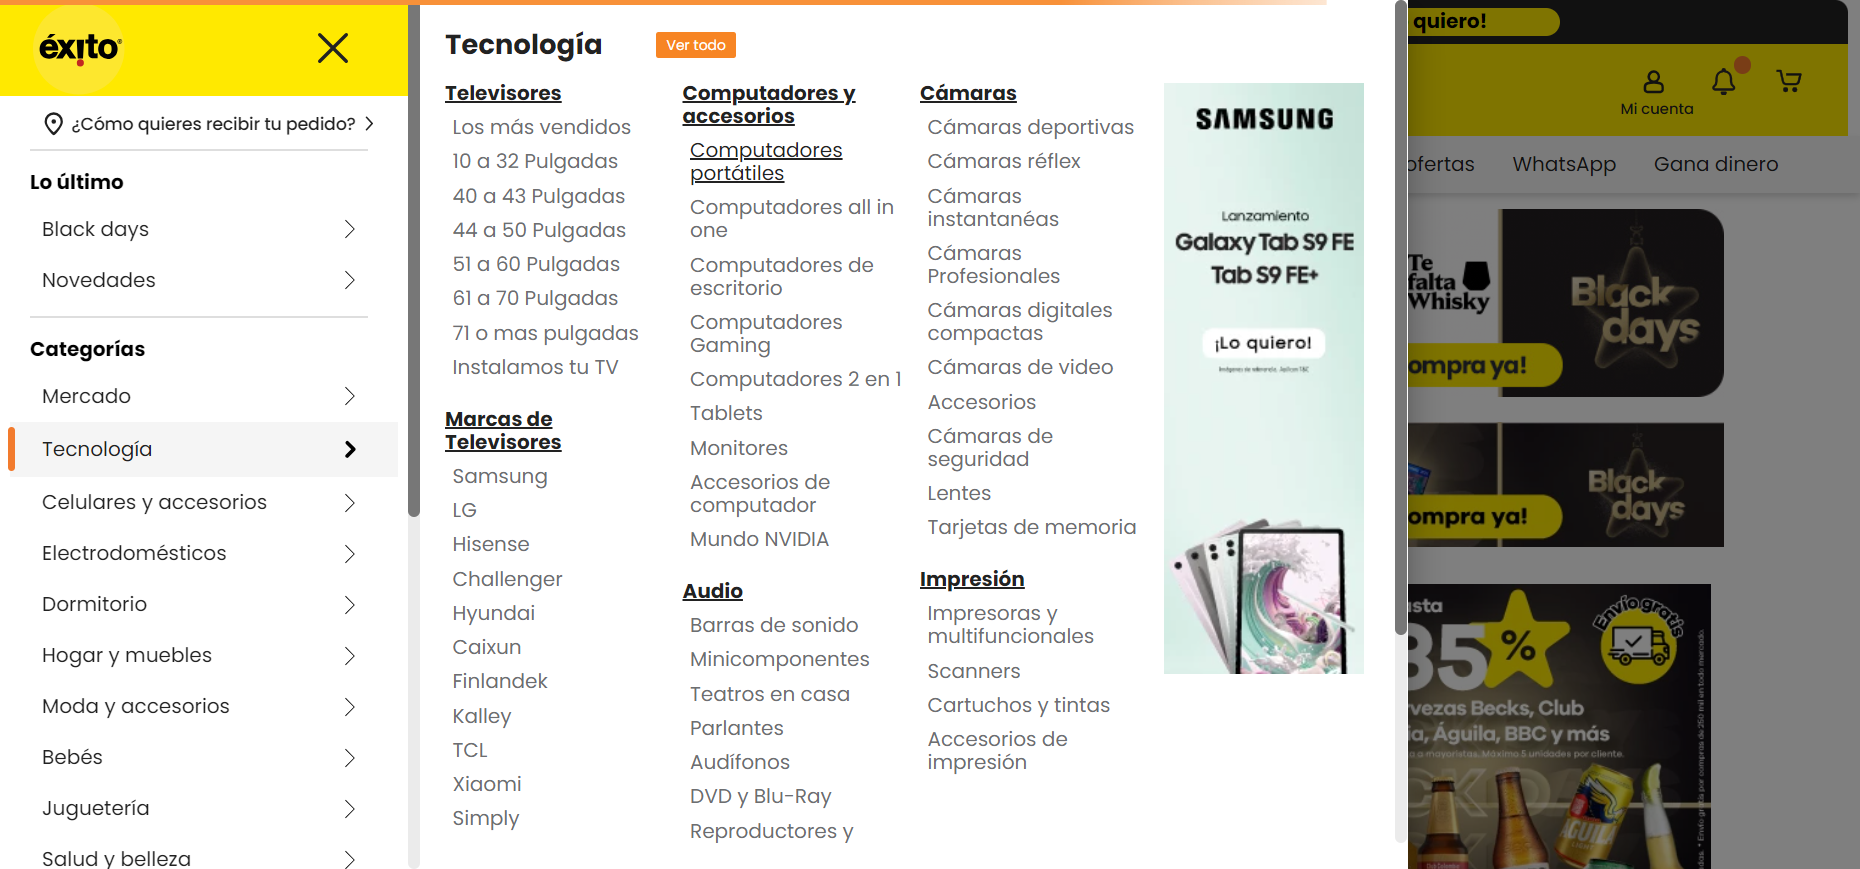 éxito
¿Cómo quieres recibir tu pedido?
Lo último
Black days
Novedades
Categorías
Mercado
Tecnología
Celulares y accesorios
Electrodomésticos
Dormitorio
Hogar y muebles
Moda y accesorios
Bebés
Juguetería
Salud y belleza
Tecnología
Ver todo
Televisores
Los más vendidos
10 a 32 Pulgadas
40 a 43 Pulgadas
44 a 50 Pulgadas
51 a 60 Pulgadas
61 a 70 Pulgadas
71 o mas pulgadas
Instalamos tu TV
Marcas de
Televisores
Samsung
LG
Hisense
Challenger
Hyundai
Caixun
Finlandek
Kalley
TCL
Xiaomi
Simply
Computadores y
accesorios
Computadores
portátiles
Computadores all in
one
Computadores de
escritorio
Computadores
Gaming
Computadores 2 en 1
Tablets
Monitores
Accesorios de
computador
Mundo NVIDIA
Audio
Barras de sonido
Minicomponentes
Teatros en casa
Parlantes
Audífonos
DVD y Blu-Ray
Reproductores y
Cámaras
Cámaras deportivas
Cámaras réflex
Cámaras
instantanéas
Cámaras
Profesionales
Cámaras digitales
compactas
Cámaras de video
Accesorios
Cámaras de
seguridad
Lentes
Tarjetas de memoria
Impresión
Impresoras y
multifuncionales
Scanners
Cartuchos y tintas
Accesorios de
impresión
SAMSUNG
Lanzamiento
Galaxy Tab S9 FE
Tab S9 FE+
¡Lo quiero!
quiero!
Mi cuenta
ofertas
WhatsApp
Gana dinero
Te
falta
Whisky
Black
days
ompra ya!
Black
days
ompra ya!
asta
35%
Envío gratis
rvezas Becks, Club
ia, Águila, BBC y más
a a mayoristas. Máximo 5 unidades por cliente.
AGUILA